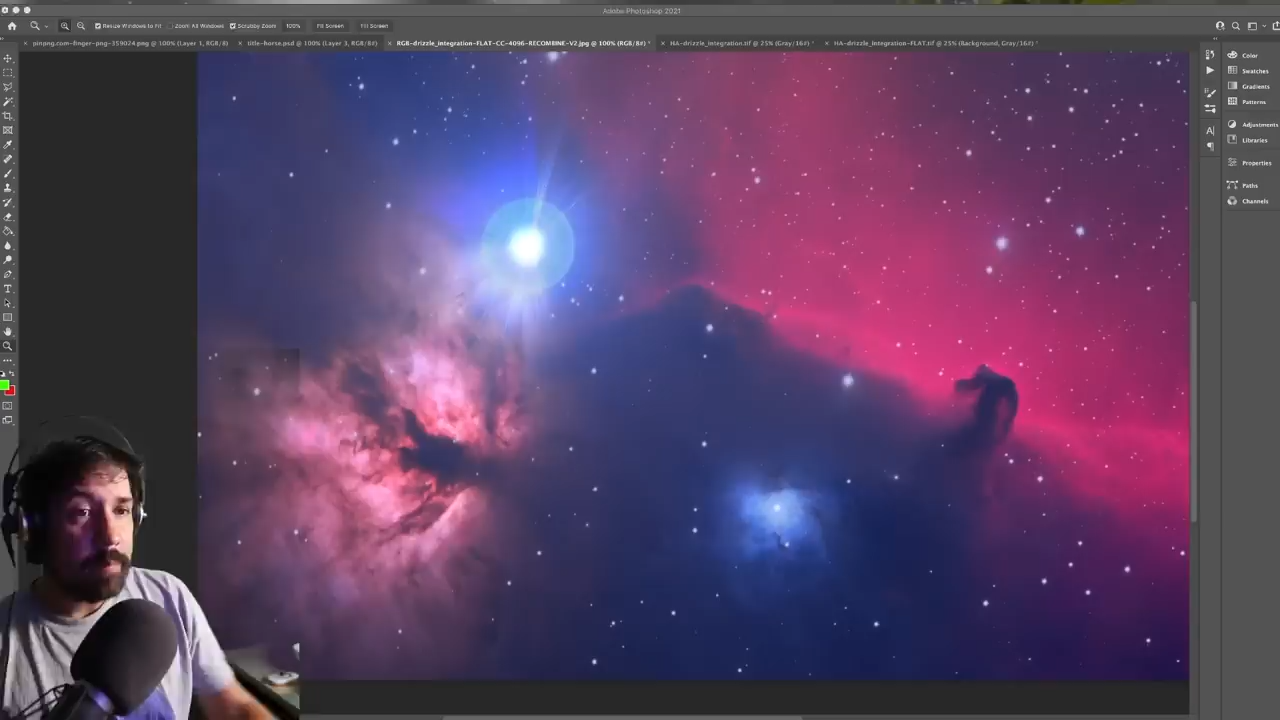 Adobe Photoshop 2021
Resize Windows to Fit Zoom All Windows Scrubby Zoom 100% Fit Screen Fill Screen
pinpng.com-finger-png-359024.png @ 100% (Layer 1, RGB/8) title-horse.psd @ 100% (Layer 3, RGB/8#) RGB-drizzle_integration-FLAT-CC-4096-RECOMBINE-V2.jpg @ 100% (RGB/8#) * HA-drizzle_integration.tif @ 25% (Gray/16#) * HA-drizzle_integration-FLAT.tif @ 25% (Background, Gray/16#) *
Color
Swatches
Gradients
Patterns
Adjustments
Libraries
Properties
Paths
Channels